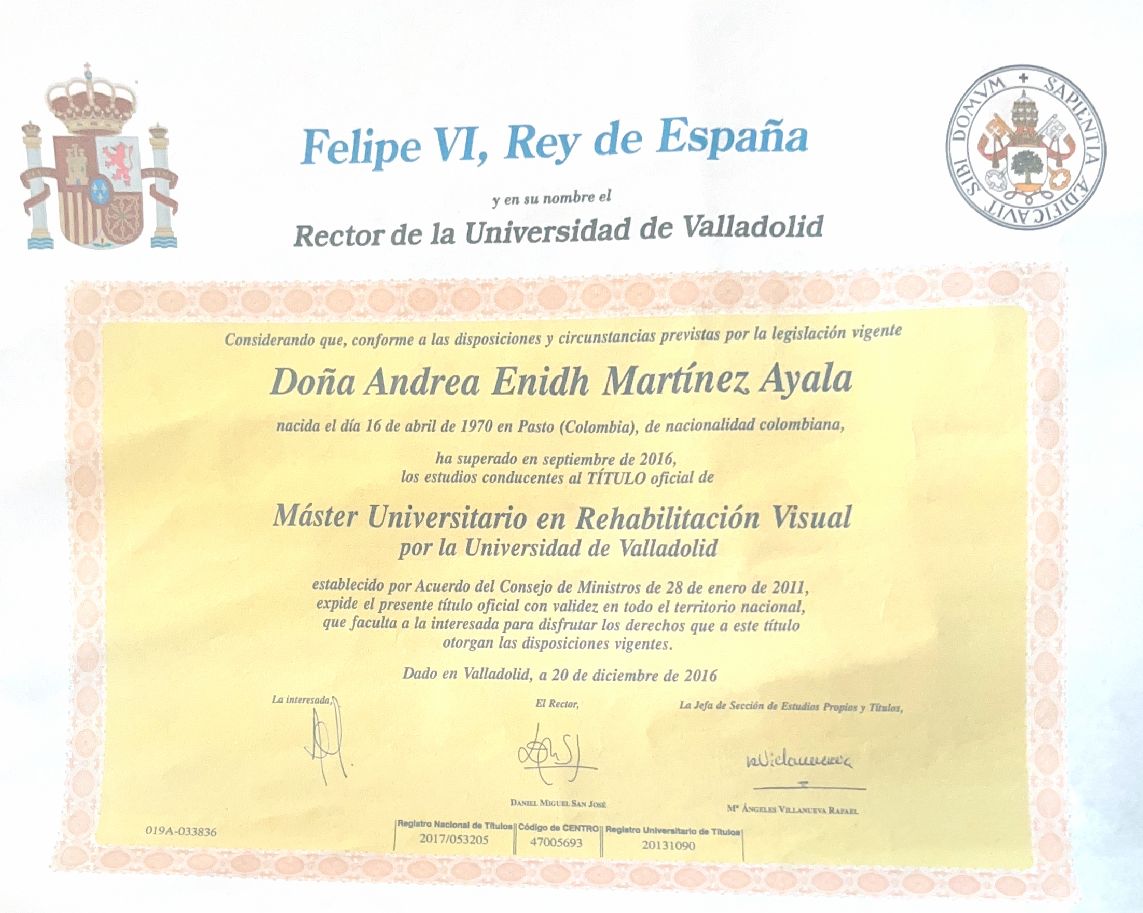 Felipe VI, Rey de España
y en su nombre el
Rector de la Universidad de Valladolid
SAPIENTIA ÆDIFICAVIT SIBI DOMVM
Considerando que, conforme a las disposiciones y circunstancias previstas por la legislación vigente
Doña Andrea Enidh Martínez Ayala
nacida el día 16 de abril de 1970 en Pasto (Colombia), de nacionalidad colombiana,
ha superado en septiembre de 2016,
los estudios conducentes al TÍTULO oficial de
Máster Universitario en Rehabilitación Visual
por la Universidad de Valladolid
establecido por Acuerdo del Consejo de Ministros de 28 de enero de 2011,
expide el presente título oficial con validez en todo el territorio nacional,
que faculta a la interesada para disfrutar los derechos que a este título
otorgan las disposiciones vigentes.
Dado en Valladolid, a 20 de diciembre de 2016
La interesada, El Rector, La Jefa de Sección de Estudios Propios y Títulos,
DANIEL MIGUEL SAN JOSÉ Mª ÁNGELES VILLANUEVA RAFAEL
019A-033836
Registro Nacional de Títulos Código de CENTRO Registro Universitario de Títulos
2017/053205 47005693 20131090